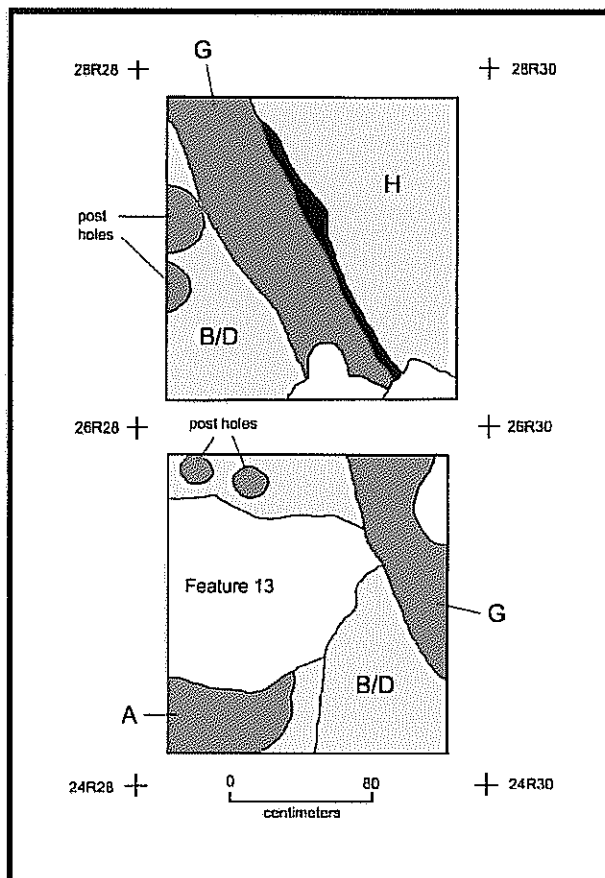 G
28R28
28R30
H
post
holes
B/D
26R28
26R30
post holes
Feature 13
G
B/D
A
24R28
0
80
24R30
centimeters